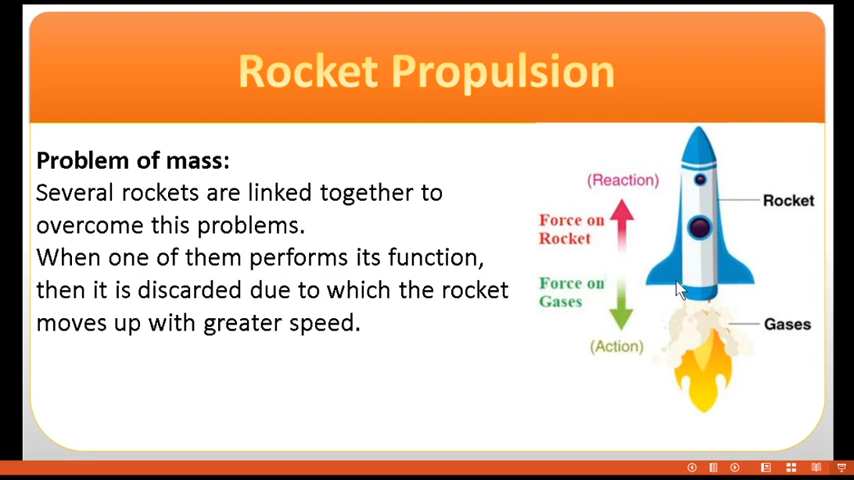 Rocket Propulsion
Problem of mass:
Several rockets are linked together to
overcome this problems.
When one of them performs its function,
then it is discarded due to which the rocket
moves up with greater speed.
(Reaction)
Force on
Rocket
Force on
Gases
(Action)
Rocket
Gases